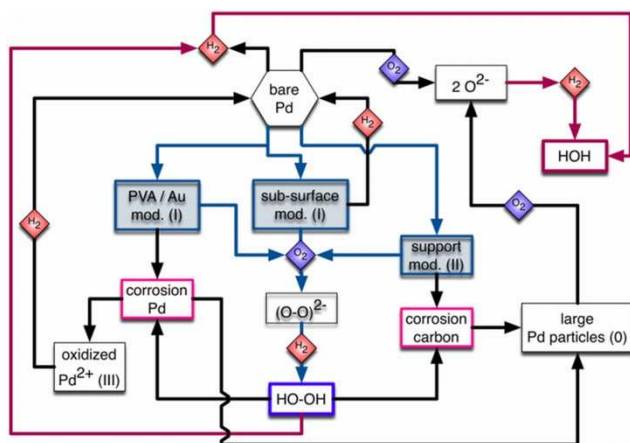 H2
bare
Pd
O2
2 O2-
H2
H2
HOH
H2
PVA / Au
mod. (I)
sub-surface
mod. (I)
O2
O2
support
mod. (II)
corrosion
Pd
(O-O)2-
corrosion
carbon
large
Pd particles (0)
oxidized
Pd2+ (III)
H2
HO-OH